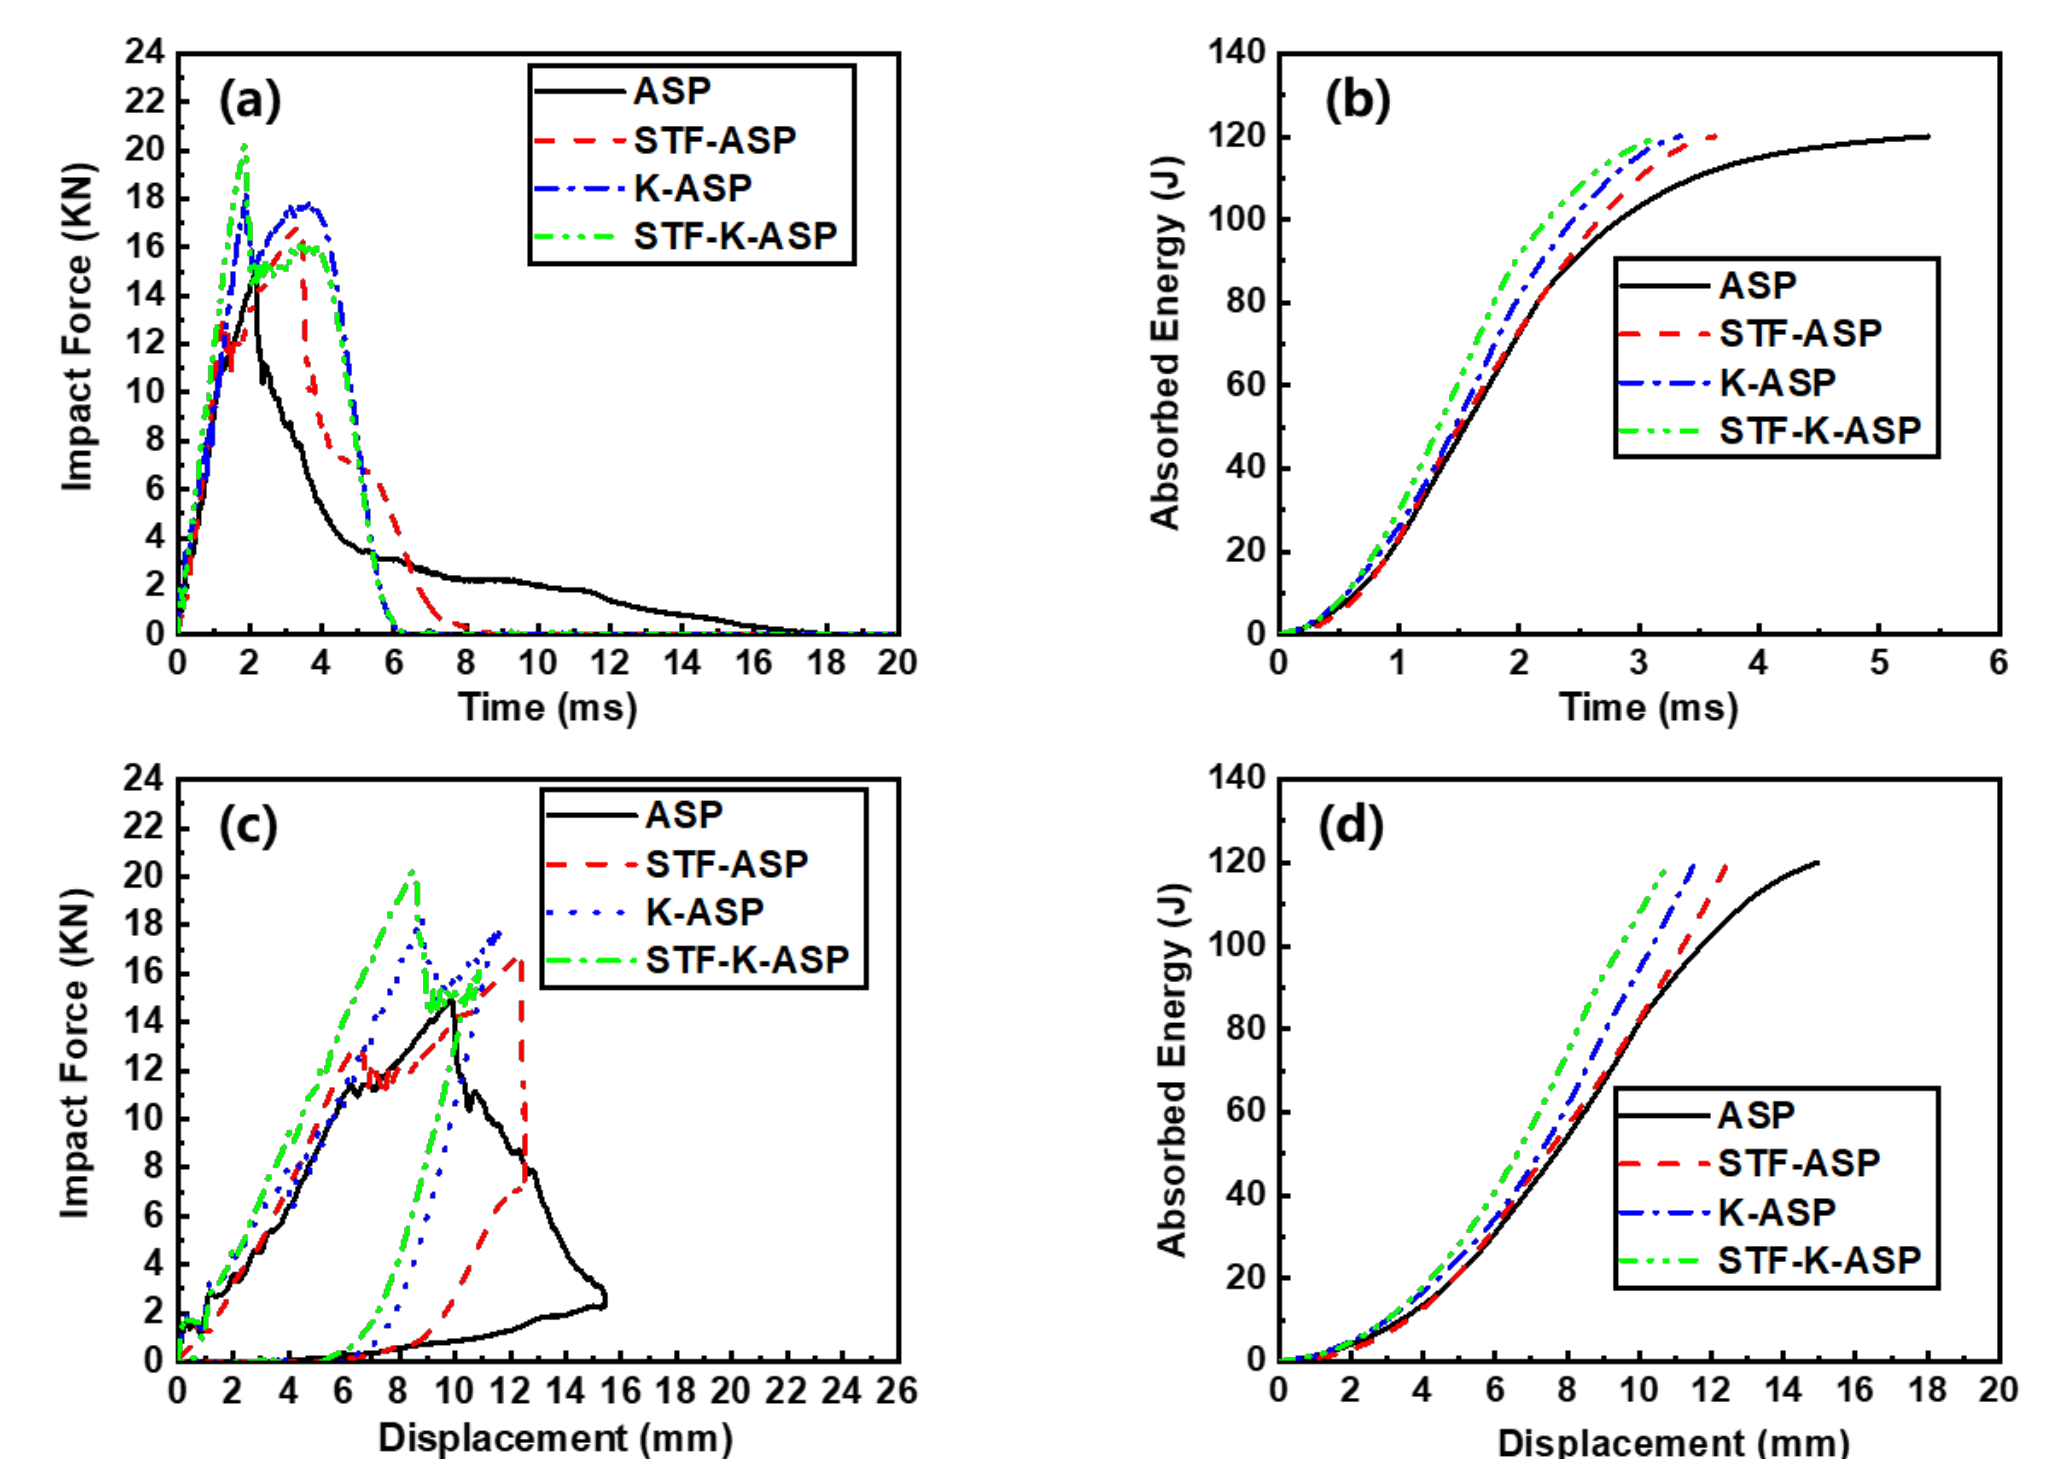 (a)
ASP
STF-ASP
K-ASP
STF-K-ASP
24
22
20
18
16
14
12
10
8
6
4
2
0
Impact Force (KN)
0 2 4 6 8 10 12 14 16 18 20
Time (ms)
(b)
ASP
STF-ASP
K-ASP
STF-K-ASP
140
120
100
80
60
40
20
0
Absorbed Energy (J)
0 1 2 3 4 5 6
Time (ms)
(c)
ASP
STF-ASP
K-ASP
STF-K-ASP
24
22
20
18
16
14
12
10
8
6
4
2
0
Impact Force (KN)
0 2 4 6 8 10 12 14 16 18 20 22 24 26
Displacement (mm)
(d)
ASP
STF-ASP
K-ASP
STF-K-ASP
140
120
100
80
60
40
20
0
Absorbed Energy (J)
0 2 4 6 8 10 12 14 16 18 20
Displacement (mm)